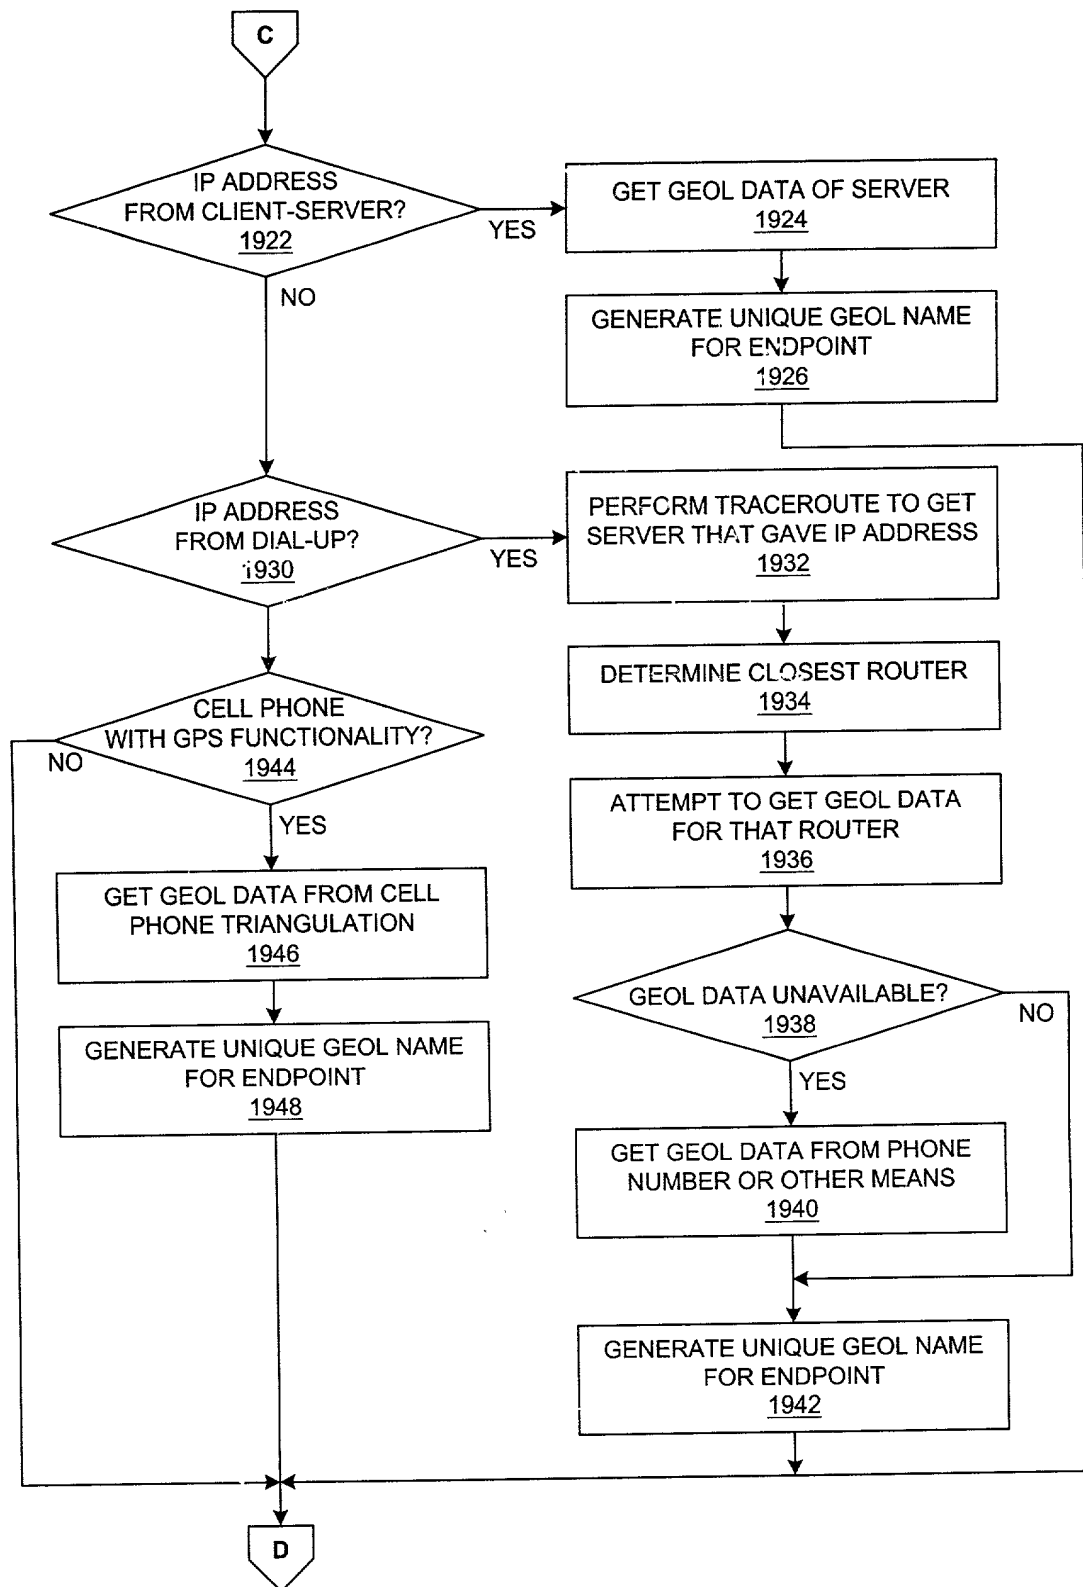 C
IP ADDRESS
FROM CLIENT-SERVER?
1922
YES
NO
GET GEOL DATA OF SERVER
1924
GENERATE UNIQUE GEOL NAME
FOR ENDPOINT
1926
IP ADDRESS
FROM DIAL-UP?
1930
YES
PERFORM TRACEROUTE TO GET
SERVER THAT GAVE IP ADDRESS
1932
DETERMINE CLOSEST ROUTER
1934
CELL PHONE
WITH GPS FUNCTIONALITY?
1944
NO
YES
ATTEMPT TO GET GEOL DATA
FOR THAT ROUTER
1936
GET GEOL DATA FROM CELL
PHONE TRIANGULATION
1946
GEOL DATA UNAVAILABLE?
1938
NO
YES
GENERATE UNIQUE GEOL NAME
FOR ENDPOINT
1948
GET GEOL DATA FROM PHONE
NUMBER OR OTHER MEANS
1940
GENERATE UNIQUE GEOL NAME
FOR ENDPOINT
1942
D